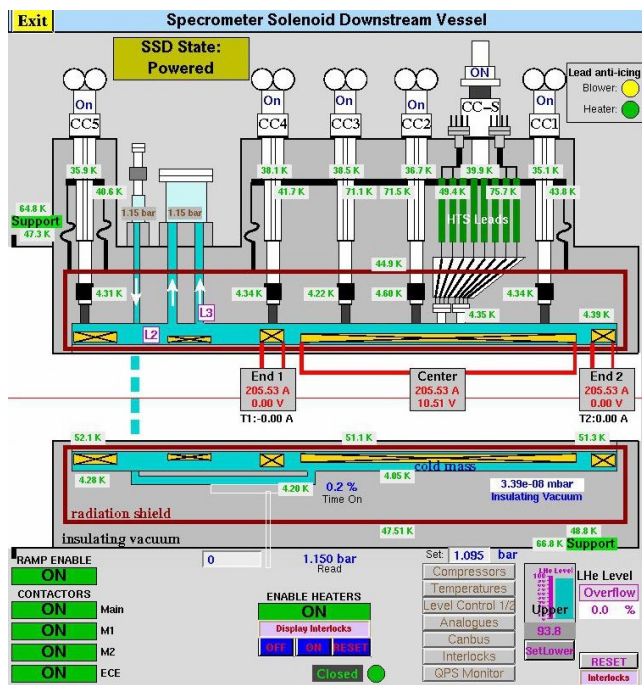 Exit
Specrometer Solenoid Downstream Vessel
SSD State:
Powered
Lead anti-icing
Blower:
Heater:
On On On On ON On
CC5 CC4 CC3 CC2 CC-S CC1
35.9 K 38.1 K 38.5 K 36.7 K 39.9 K 35.1 K
40.6 K 41.7 K 71.1 K 71.5 K 49.4 K 75.7 K 43.8 K
64.8 K
Support
47.3 K
1.15 bar 1.15 bar
HTS Leads
44.9 K
4.31 K 4.34 K 4.22 K 4.60 K 4.35 K 4.34 K
L3
L2
4.39 K
End 1
205.53 A
0.00 V
T1:-0.00 A
Center
205.53 A
10.51 V
End 2
205.53 A
0.00 V
T2:0.00 A
52.1 K 51.1 K 51.3 K
cold mass
4.28 K 4.20 K 4.05 K
0.2 %
Time On
3.39e-08 mbar
Insulating Vacuum
radiation shield
47.51 K 48.8 K
insulating vacuum
66.8 K Support
RAMP ENABLE
ON
CONTACTORS
ON Main
ON M1
ON M2
ON ECE
0 1.150 bar
Read
Set: 1.095 bar
ENABLE HEATERS
ON
Display Interlocks
OFF ON RESET
Closed
Compressors
Temperatures
Level Control 1/2
Analogues
Canbus
Interlocks
QPS Monitor
LHe Level
100
Upper
93.8
SetLower
LHe Level
Overflow
0.0 %
RESET
Interlocks